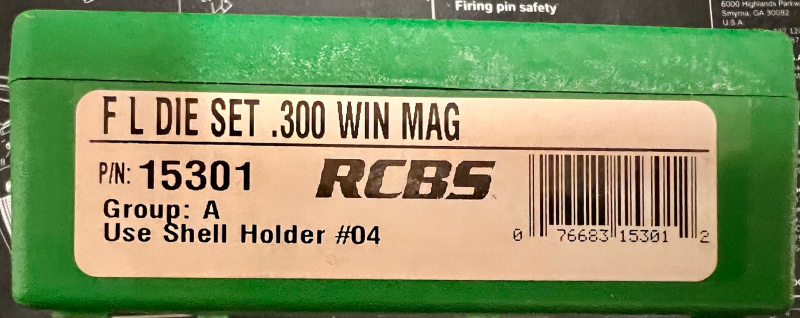 Firing pin safety
6000 Highlands Parkw
Smyrna, GA 30082
U.S.A.
F L DIE SET .300 WIN MAG
P/N: 15301
RCBS
Group: A
Use Shell Holder #04
0 76683 15301 2